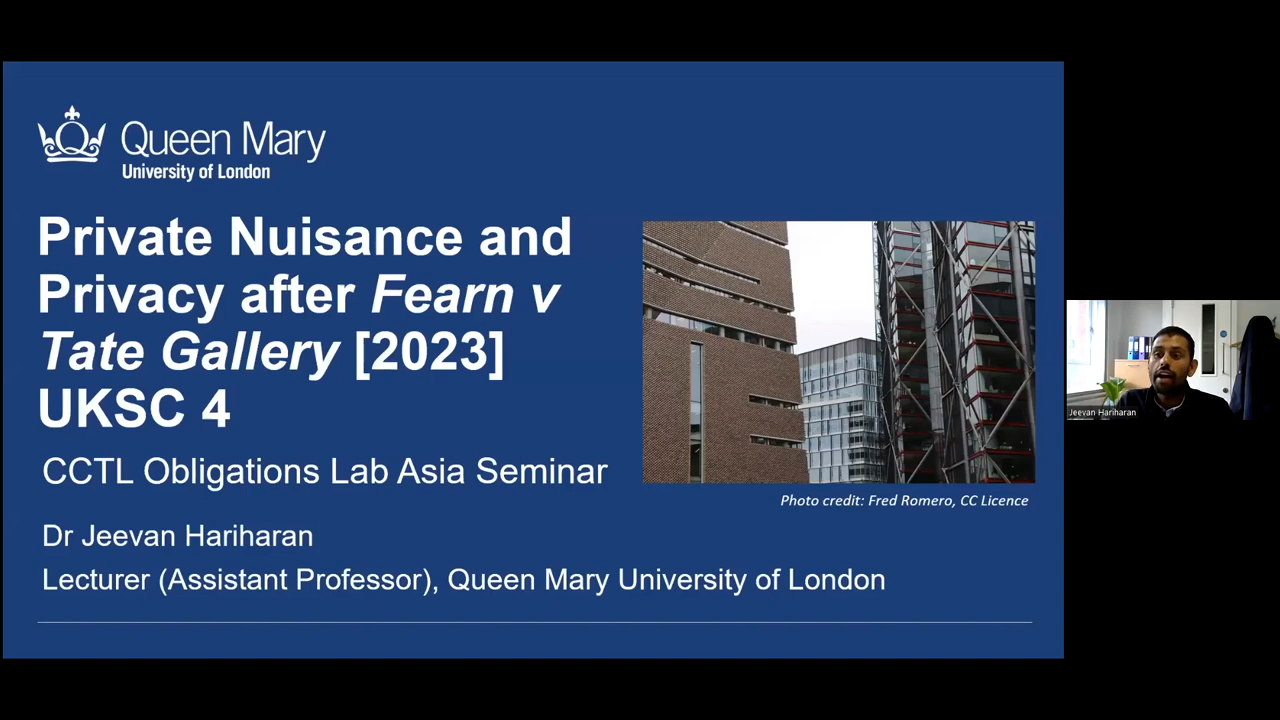 Queen Mary
University of London
Private Nuisance and
Privacy after Fearn v
Tate Gallery [2023]
UKSC 4
CCTL Obligations Lab Asia Seminar
Photo credit: Fred Romero, CC Licence
Dr Jeevan Hariharan
Lecturer (Assistant Professor), Queen Mary University of London
Jeevan Hariharan